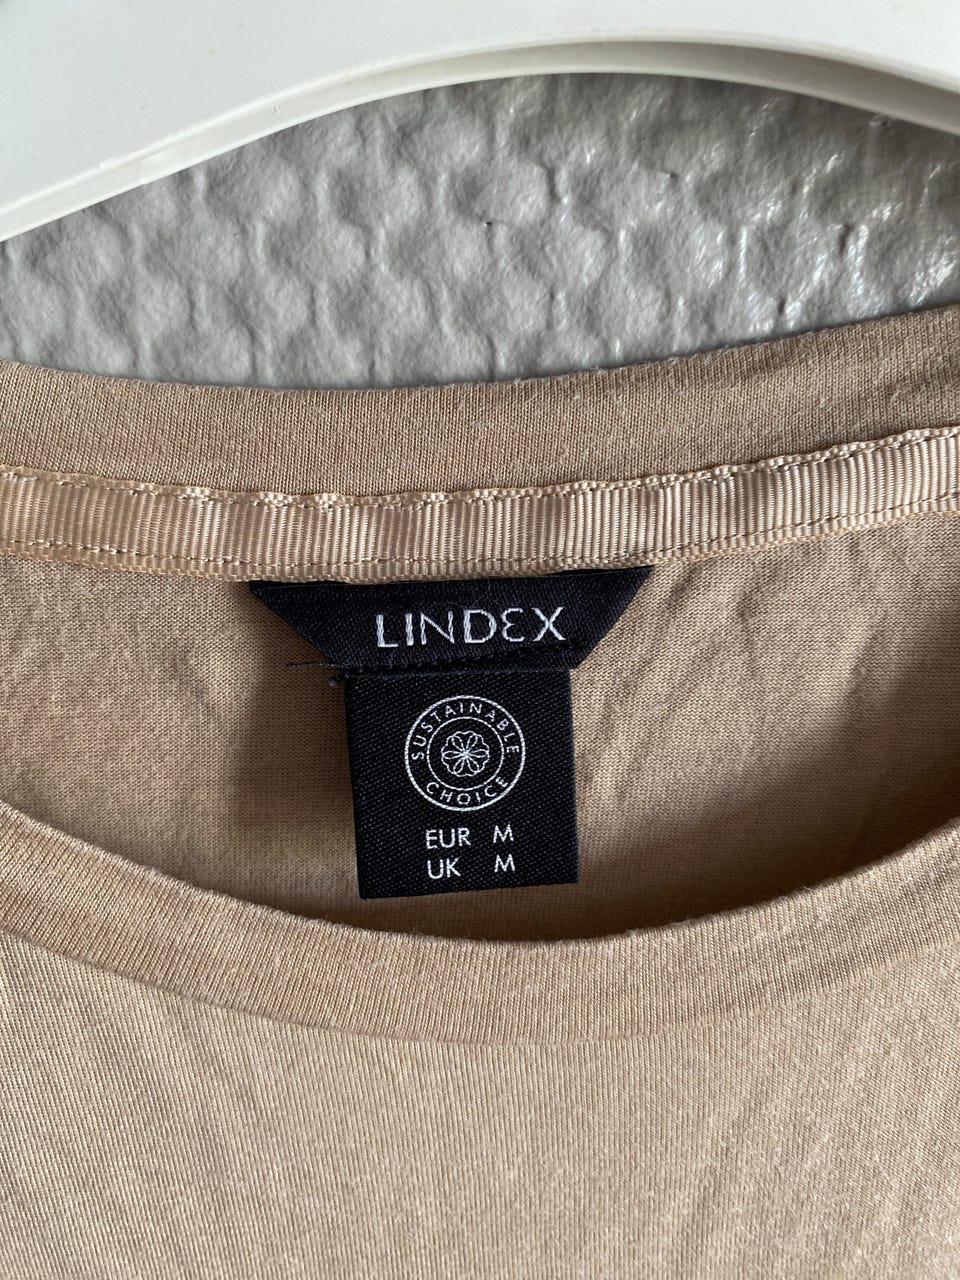 LINDEX
SUSTAINABLE
CHOICE
EUR M
UK M